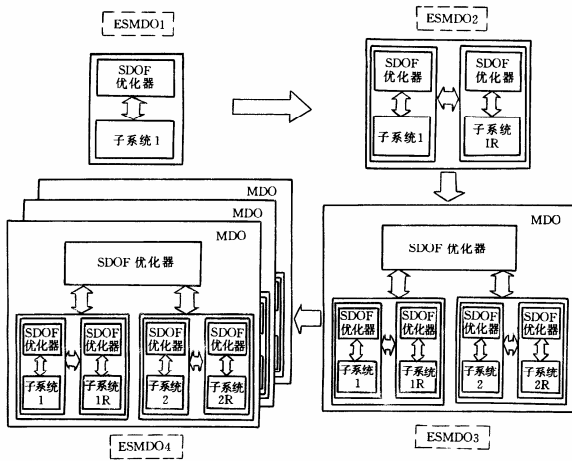 ESMDO1
SDOF
优化器
子系统1
ESMDO2
SDOF
优化器
子系统1
SDOF
优化器
子系统
1R
MDO
MDO
MDO
SDOF 优化器
SDOF
优化器
子系统
1
SDOF
优化器
子系统
1R
SDOF
优化器
子系统
2
SDOF
优化器
子系统
2R
ESMDO4
MDO
SDOF 优化器
SDOF
优化器
子系统
1
SDOF
优化器
子系统
1R
SDOF
优化器
子系统
2
SDOF
优化器
子系统
2R
ESMDO3